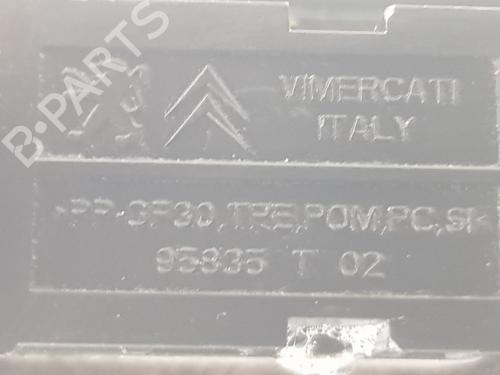 B-PARTS
VIMERCATI
ITALY
>PP-GF30,TPE,POM,PC,SI<
95835 T 02